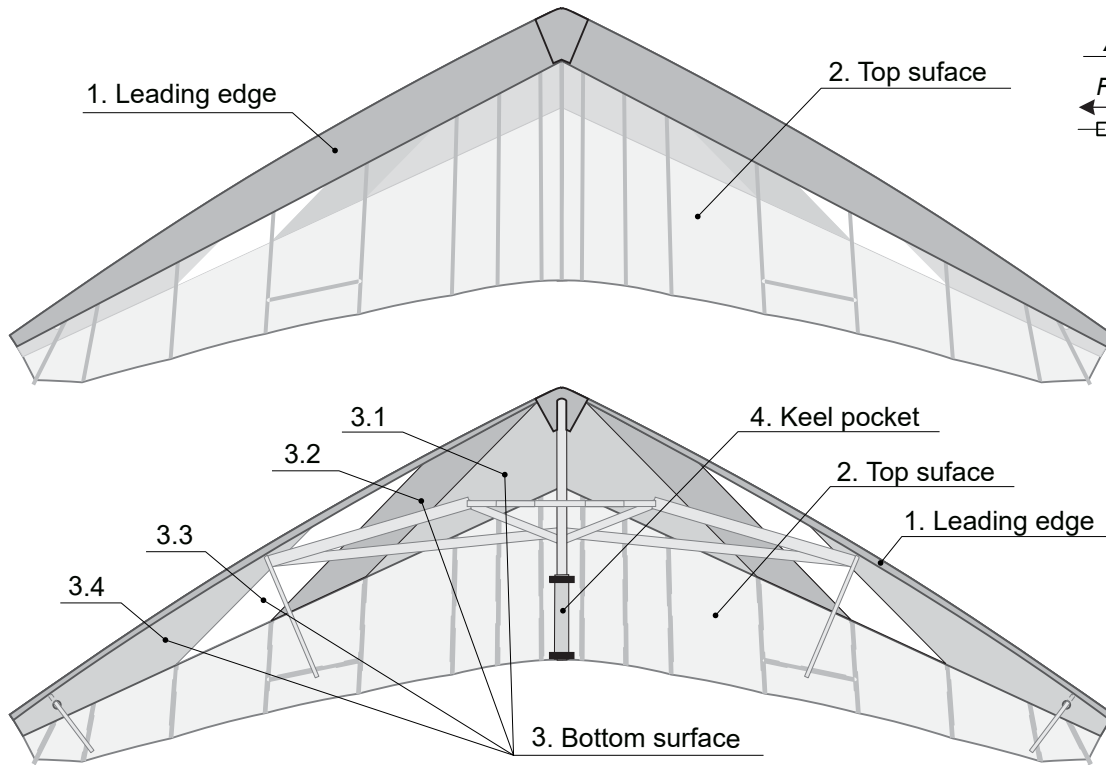 1. Leading edge
2. Top suface
3.1
3.2
3.3
3.4
4. Keel pocket
2. Top suface
1. Leading edge
3. Bottom surface